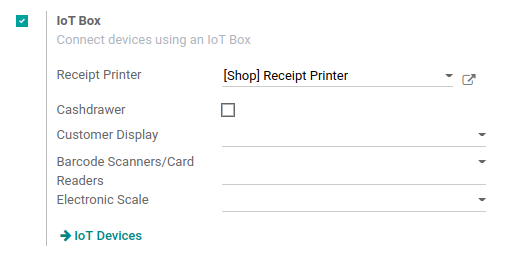 IoT Box
Connect devices using an IoT Box
Receipt Printer [Shop] Receipt Printer
Cashdrawer
Customer Display
Barcode Scanners/Card
Readers
Electronic Scale
IoT Devices